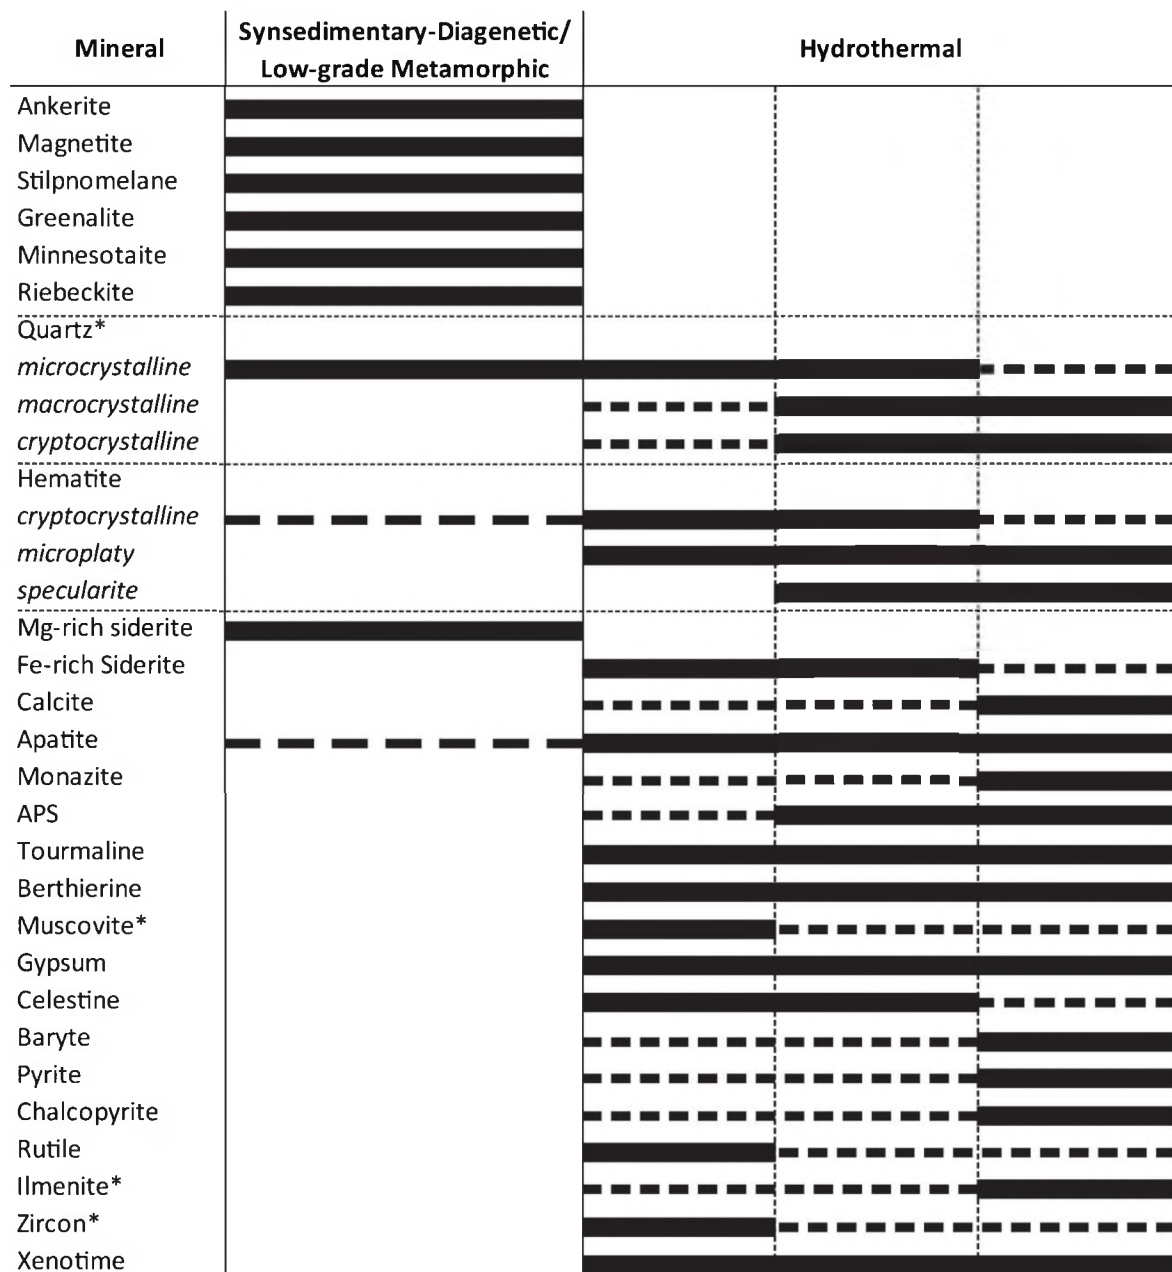 Mineral
Synsedimentary-Diagenetic/
Low-grade Metamorphic
Hydrothermal
Ankerite
Magnetite
Stilpnomelane
Greenalite
Minnesotaite
Riebeckite
Quartz*
microcrystalline
macrocrystalline
cryptocrystalline
Hematite
cryptocrystalline
microplaty
specularite
Mg-rich siderite
Fe-rich Siderite
Calcite
Apatite
Monazite
APS
Tourmaline
Berthierine
Muscovite*
Gypsum
Celestine
Baryte
Pyrite
Chalcopyrite
Rutile
Ilmenite*
Zircon*
Xenotime